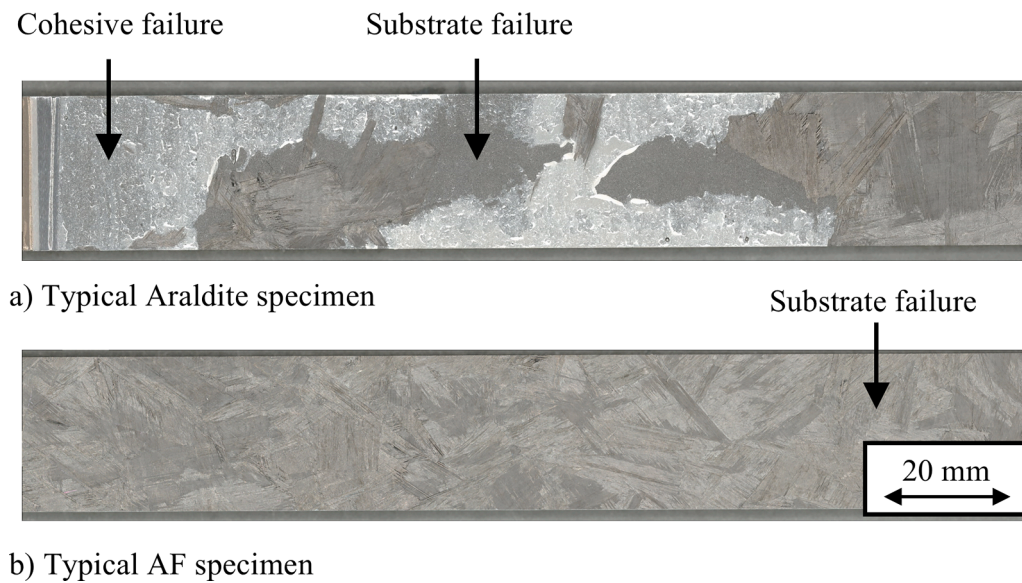 Cohesive failure
Substrate failure
a) Typical Araldite specimen
Substrate failure
20 mm
b) Typical AF specimen